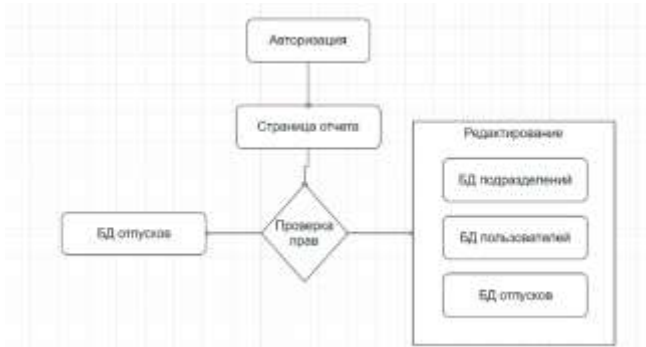 Авторизация
Страница отчета
Редактирование
БД подразделений
БД отпусков
Проверка
прав
БД пользователей
БД отпусков